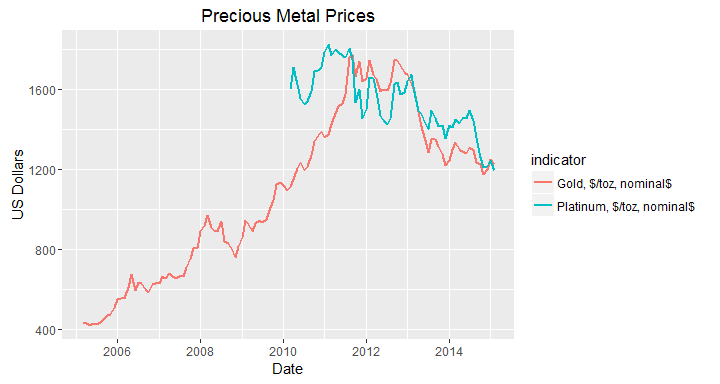 Precious Metal Prices
US Dollars
1600
1200
800
400
2006 2008 2010 2012 2014
Date
indicator
Gold, $/toz, nominal$
Platinum, $/toz, nominal$